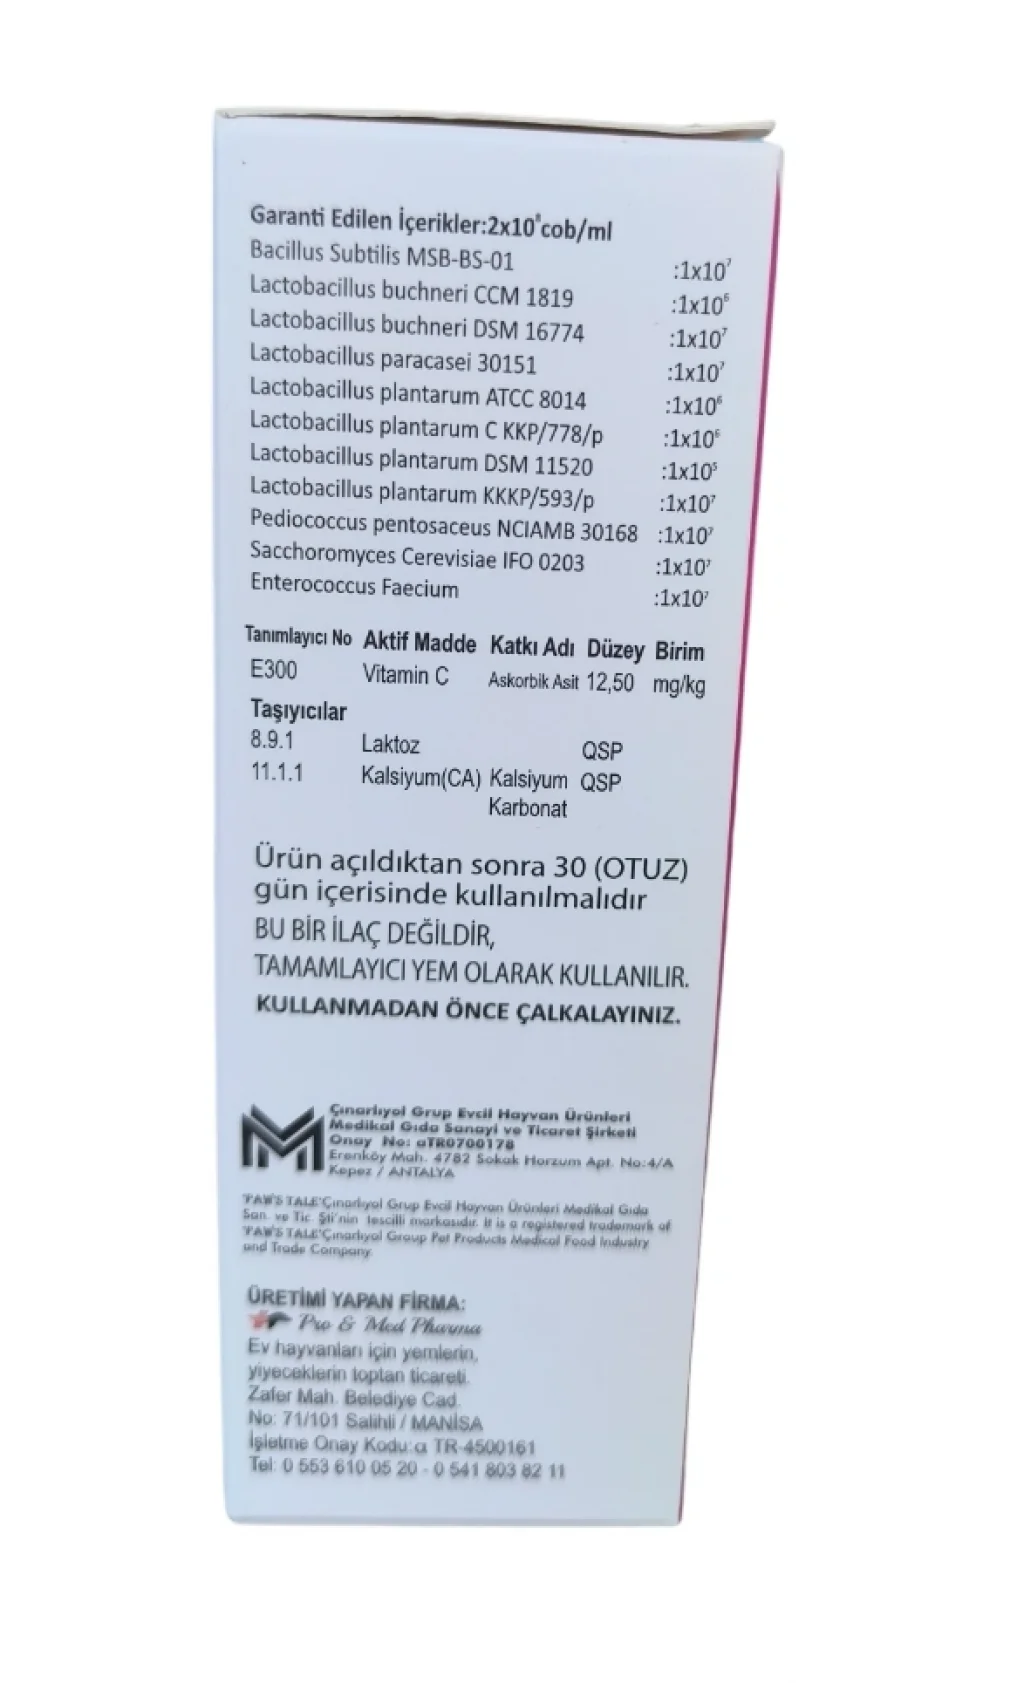 Garanti Edilen İçerikler:2x10⁸cob/ml
Bacillus Subtilis MSB-BS-01 :1x10⁷
Lactobacillus buchneri CCM 1819 :1x10⁶
Lactobacillus buchneri DSM 16774 :1x10⁷
Lactobacillus paracasei 30151 :1x10⁷
Lactobacillus plantarum ATCC 8014 :1x10⁶
Lactobacillus plantarum C KKP/778/p :1x10⁶
Lactobacillus plantarum DSM 11520 :1x10⁵
Lactobacillus plantarum KKKP/593/p :1x10⁷
Pediococcus pentosaceus NCIAMB 30168 :1x10⁷
Sacchoromyces Cerevisiae IFO 0203 :1x10⁷
Enterococcus Faecium :1x10⁷
Tanımlayıcı No Aktif Madde Katkı Adı Düzey Birim
E300 Vitamin C Askorbik Asit 12,50 mg/kg
Taşıyıcılar
8.9.1 Laktoz QSP
11.1.1 Kalsiyum(CA) Kalsiyum QSP
Karbonat
Ürün açıldıktan sonra 30 (OTUZ)
gün içerisinde kullanılmalıdır
BU BİR İLAÇ DEĞİLDİR,
TAMAMLAYICI YEM OLARAK KULLANILIR.
KULLANMADAN ÖNCE ÇALKALAYINIZ.
Çınarlıyol Grup Evcil Hayvan Ürünleri
Medikal Gıda Sanayi ve Ticaret Şirketi
Onay No: αTR0700178
Erenköy Mah. 4782 Sokak Horzum Apt. No:4/A
Kepez / ANTALYA
'PAW'S TALE'Çınarlıyol Grup Evcil Hayvan Ürünleri Medikal Gıda
San. ve Tic. Şti'nin tescilli markasıdır. It is a registered trademark of
'PAW'S TALE'Çınarlıyol Group Pet Products Medical Food Industry
and Trade Company
ÜRETİMİ YAPAN FİRMA:
Pro & Med Pharma
Ev hayvanları için yemlerin,
yiyeceklerin toptan ticareti.
Zafer Mah. Belediye Cad.
No: 71/101 Salihli / MANİSA
İşletme Onay Kodu:α TR-4500161
Tel: 0 553 610 05 20 - 0 541 803 82 11